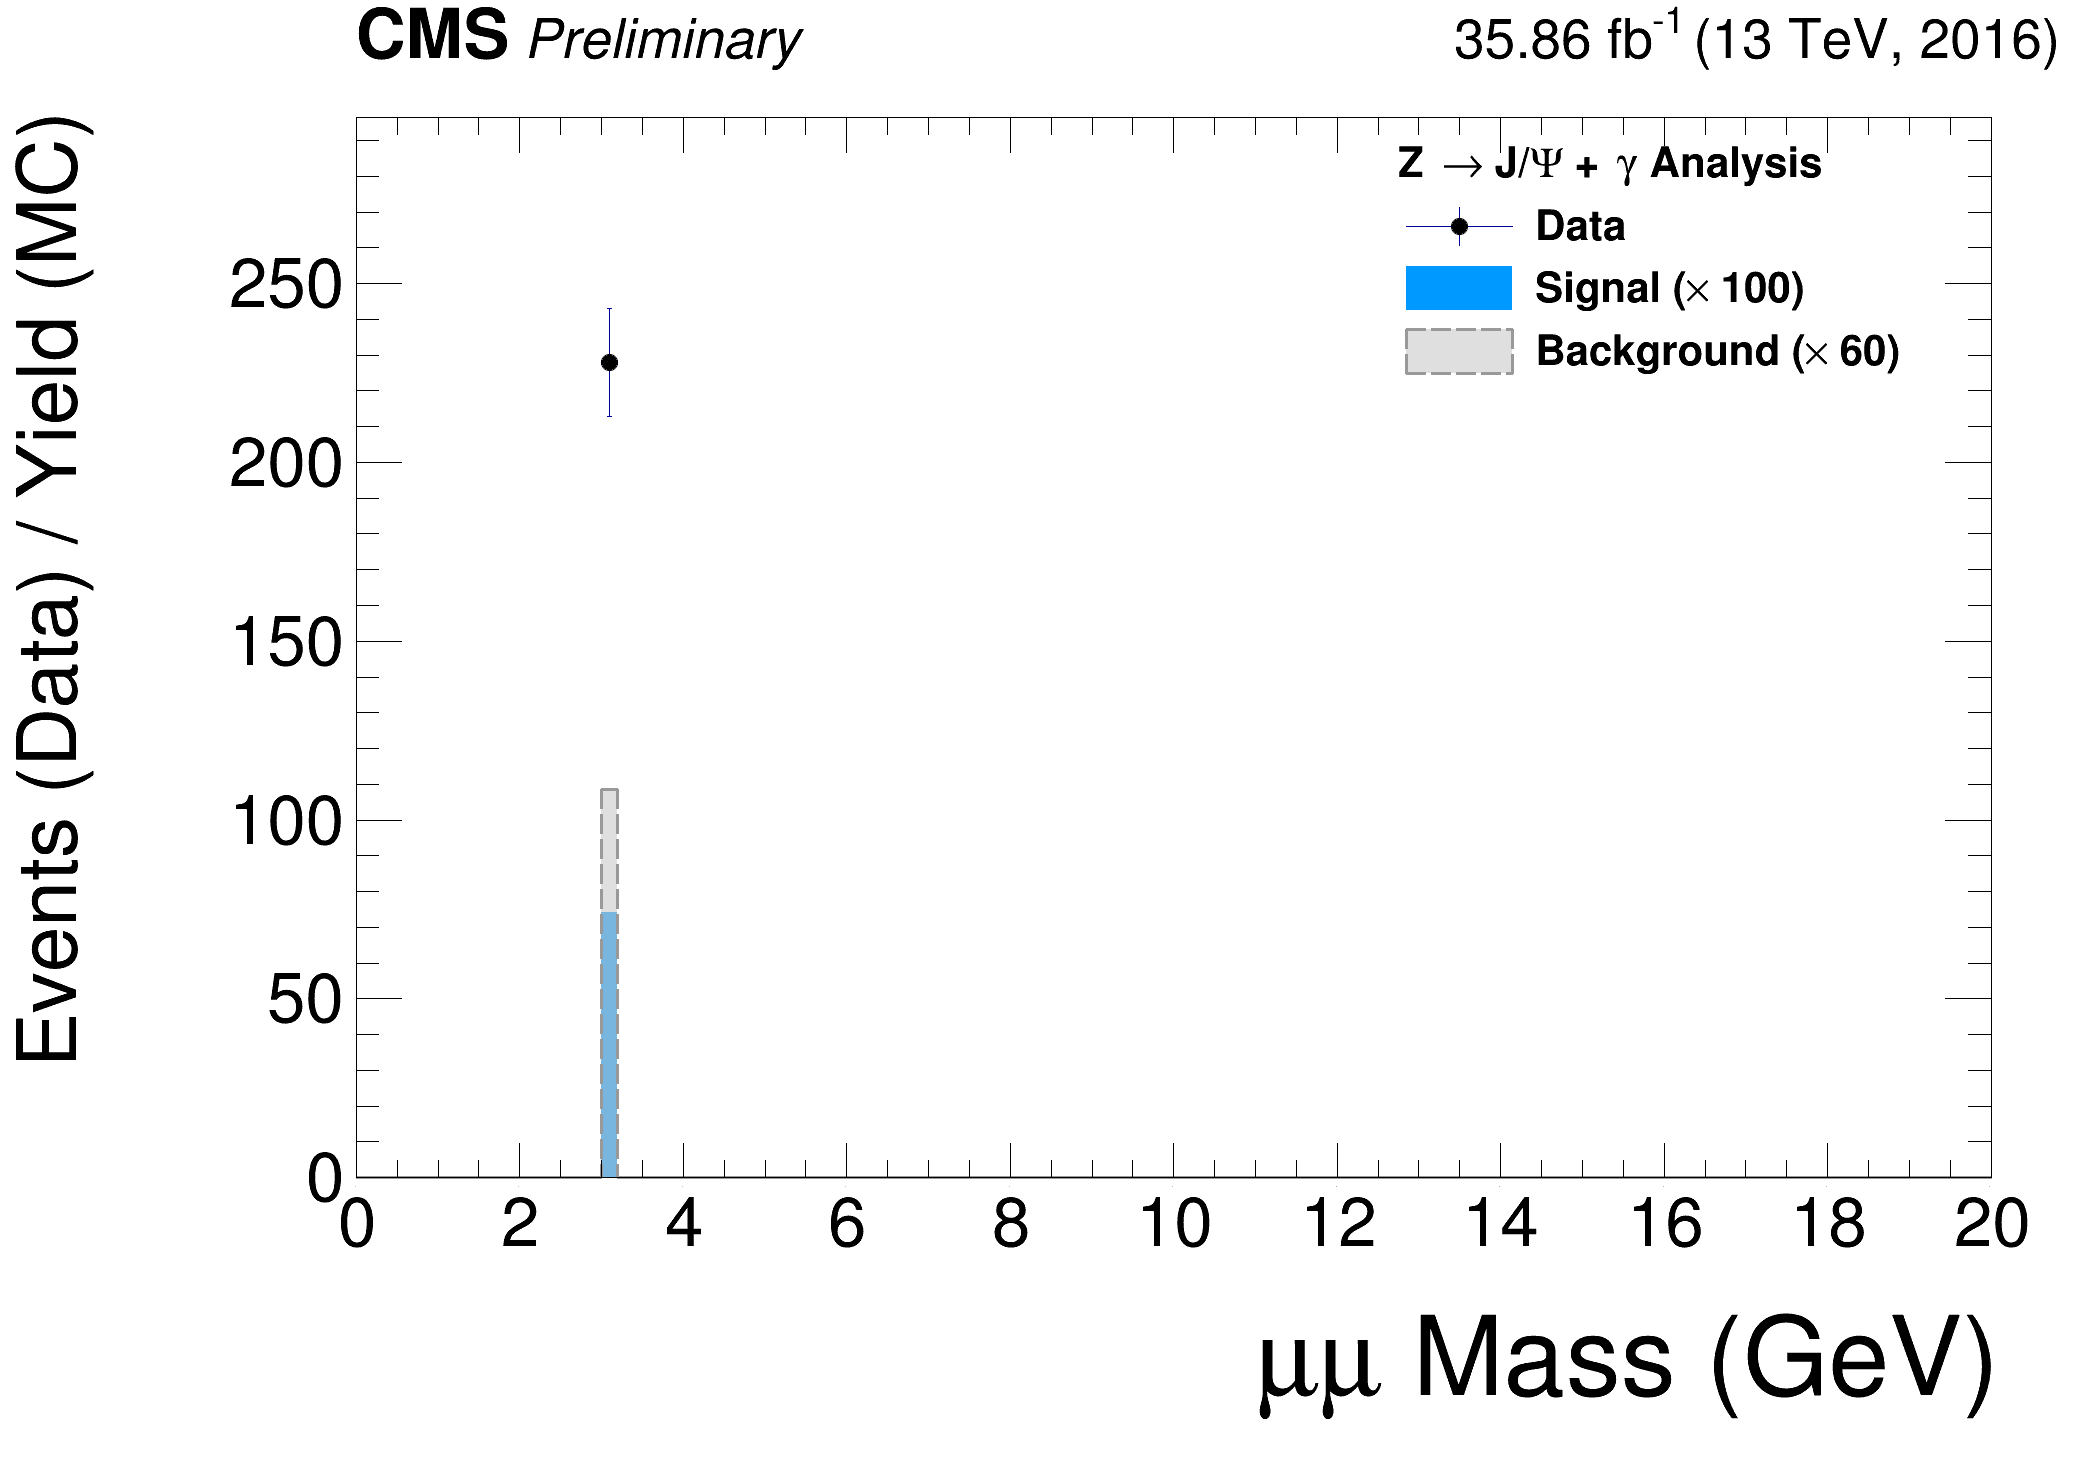 CMS Preliminary
35.86 fb⁻¹ (13 TeV, 2016)
Events (Data) / Yield (MC)
Z → J/Ψ + γ Analysis
Data
Signal (× 100)
Background (× 60)
250
200
150
100
50
0
0 2 4 6 8 10 12 14 16 18 20
μμ Mass (GeV)